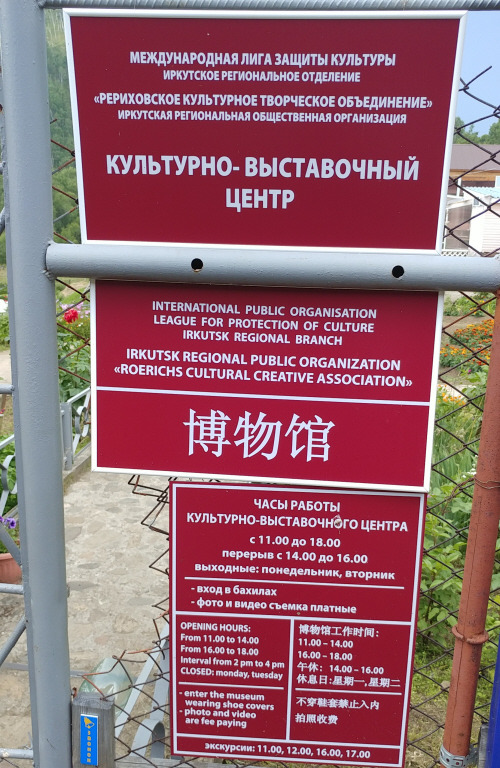 МЕЖДУНАРОДНАЯ ЛИГА ЗАЩИТЫ КУЛЬТУРЫ
ИРКУТСКОЕ РЕГИОНАЛЬНОЕ ОТДЕЛЕНИЕ
«РЕРИХОВСКОЕ КУЛЬТУРНОЕ ТВОРЧЕСКОЕ ОБЪЕДИНЕНИЕ»
ИРКУТСКАЯ РЕГИОНАЛЬНАЯ ОБЩЕСТВЕННАЯ ОРГАНИЗАЦИЯ
КУЛЬТУРНО- ВЫСТАВОЧНЫЙ
ЦЕНТР
INTERNATIONAL PUBLIC ORGANISATION
LEAGUE FOR PROTECTION OF CULTURE
IRKUTSK REGIONAL BRANCH
IRKUTSK REGIONAL PUBLIC ORGANIZATION
«ROERICHS CULTURAL CREATIVE ASSOCIATION»
博物馆
ЧАСЫ РАБОТЫ
КУЛЬТУРНО-ВЫСТАВОЧНОГО ЦЕНТРА
с 11.00 до 18.00
перерыв с 14.00 до 16.00
выходные: понедельник, вторник
- вход в бахилах
- фото и видео съемка платные
OPENING HOURS:
From 11.00 to 14.00
From 16.00 to 18.00
Interval from 2 pm to 4 pm
CLOSED: monday, tuesday
- enter the museum
wearing shoe covers
- photo and video
are fee paying
博物馆工作时间:
11.00 – 14.00
16.00 – 18.00
午休: 14.00 – 16.00
休息日: 星期一, 星期二
不穿鞋套禁止入内
拍照收费
экскурсии: 11.00, 12.00, 16.00, 17.00